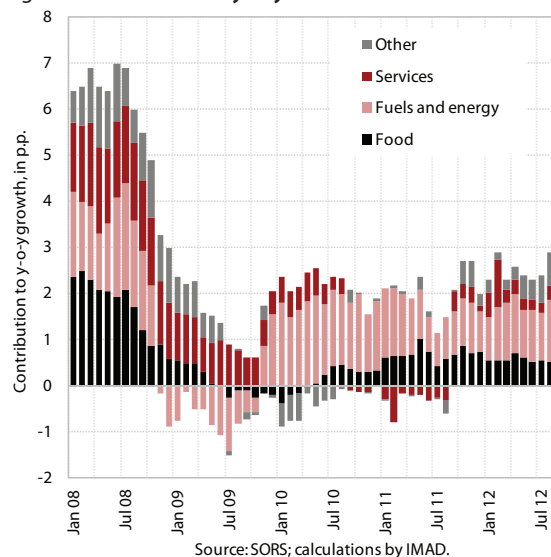 8
7
6
5
4
3
2
1
0
-1
-2
Contribution to y-o-y growth, in p.p.
Other
Services
Fuels and energy
Food
Jan 08
Jul 08
Jan 09
Jul 09
Jan 10
Jul 10
Jan 11
Jul 11
Jan 12
Jul 12
Source: SORS; calculations by IMAD.